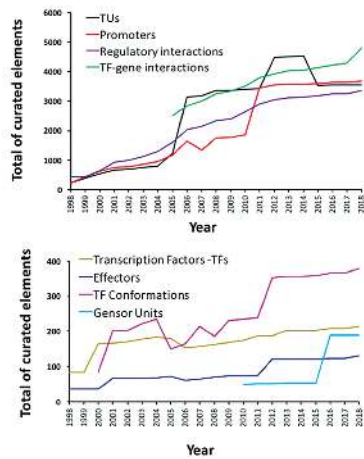 6000
5000
4000
3000
2000
1000
0
Total of curated elements
TUs
Promoters
Regulatory interactions
TF-gene interactions
1998 1999 2000 2001 2002 2003 2004 2005 2006 2007 2008 2009 2010 2011 2012 2013 2014 2015 2016 2017 2018
Year
400
300
200
100
0
Total of curated elements
Transcription Factors -TFs
Effectors
TF Conformations
Gensor Units
1998 1999 2000 2001 2002 2003 2004 2005 2006 2007 2008 2009 2010 2011 2012 2013 2014 2015 2016 2017 2018
Year